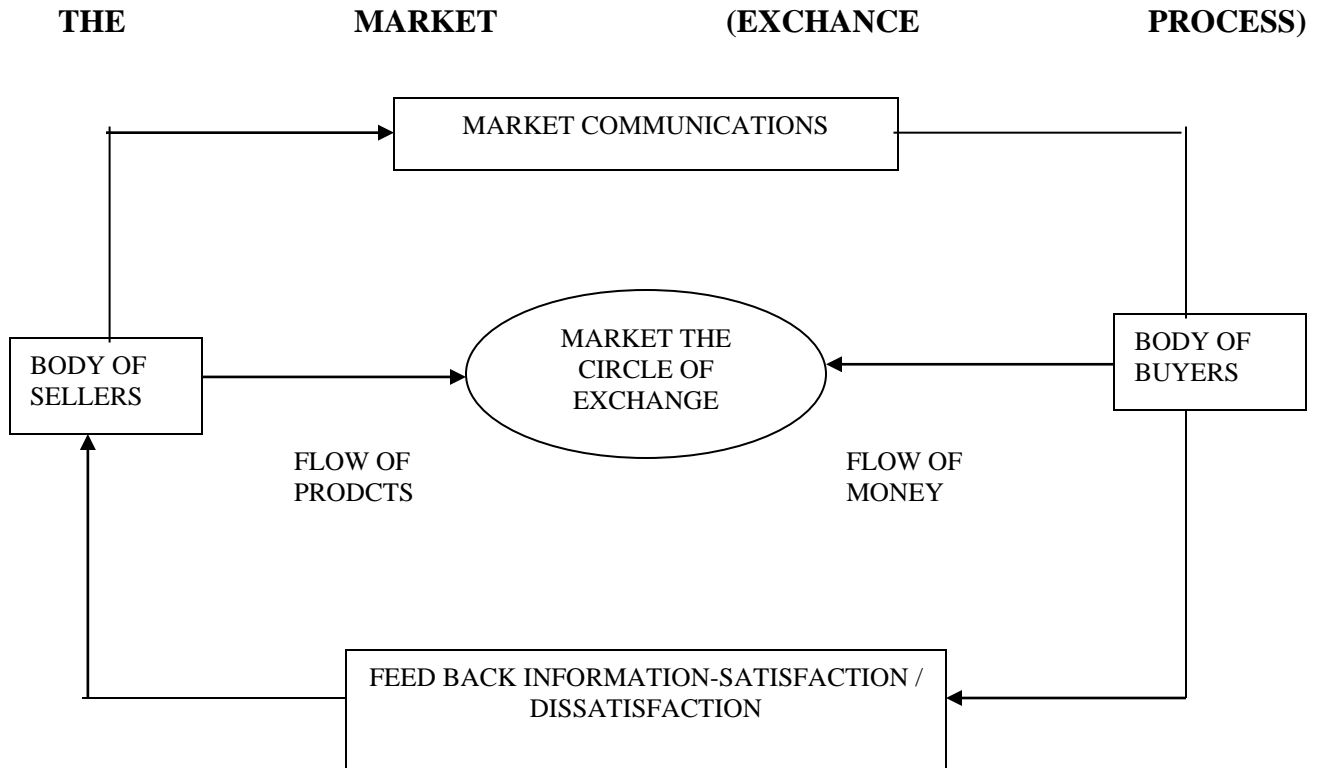 THE MARKET (EXCHANCE PROCESS)
MARKET COMMUNICATIONS
MARKET THE
CIRCLE OF
EXCHANGE
BODY OF
SELLERS
BODY OF
BUYERS
FLOW OF
PRODCTS
FLOW OF
MONEY
FEED BACK INFORMATION-SATISFACTION /
DISSATISFACTION